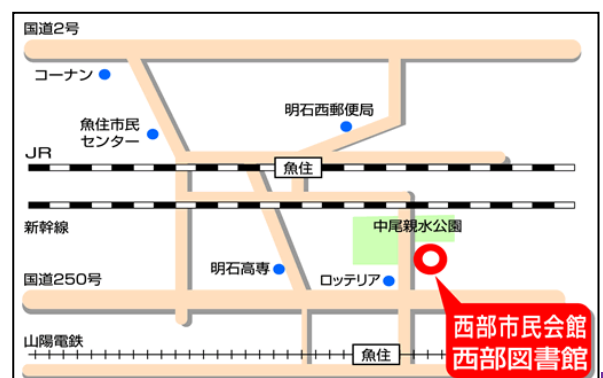 国道2号
コーナン
明石西郵便局
魚住市民
センター
JR
魚住
新幹線
中尾親水公園
明石高専
国道250号
ロッテリア
西部市民会館
西部図書館
山陽電鉄
魚住